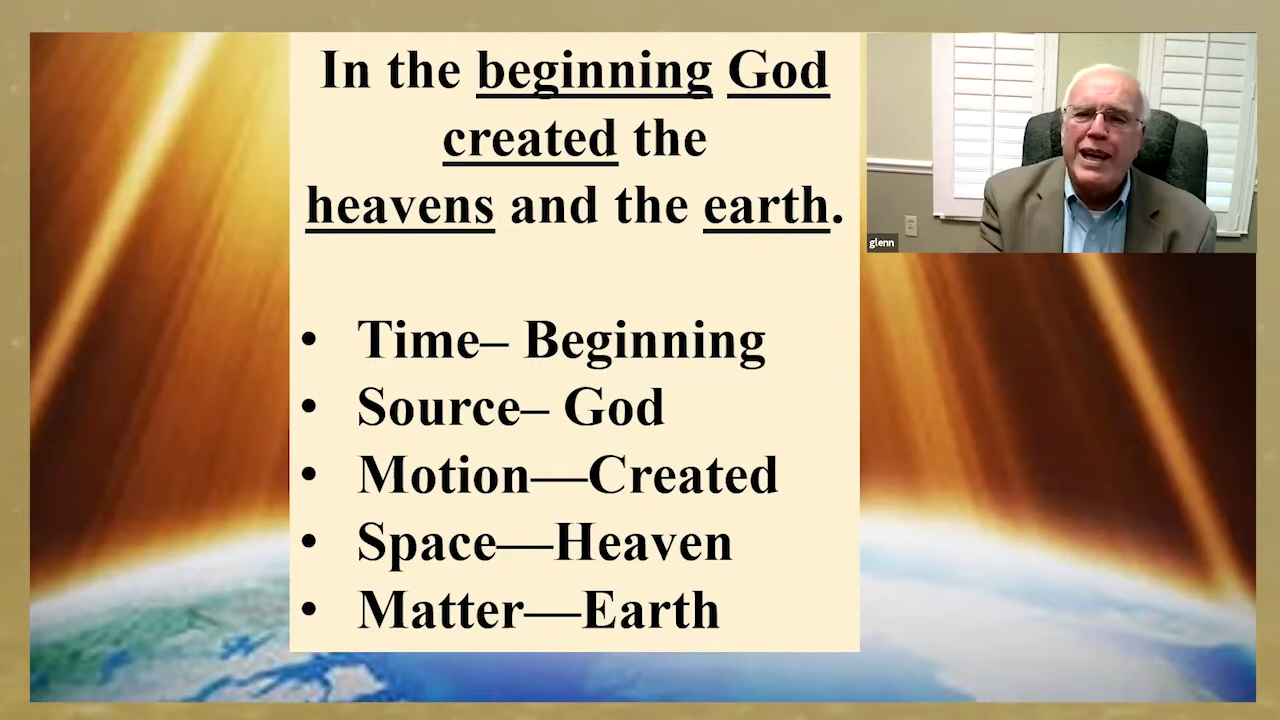 In the beginning God
created the
heavens and the earth.
• Time– Beginning
• Source– God
• Motion—Created
• Space—Heaven
• Matter—Earth
glenn